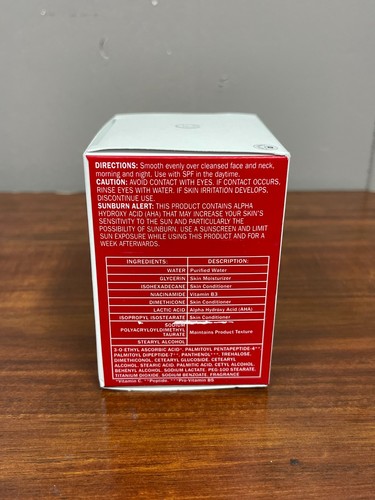 DIRECTIONS: Smooth evenly over cleansed face and neck,
morning and night. Use with SPF in the daytime.
CAUTION: AVOID CONTACT WITH EYES. IF CONTACT OCCURS,
RINSE EYES WITH WATER. IF SKIN IRRITATION DEVELOPS,
DISCONTINUE USE.
SUNBURN ALERT: THIS PRODUCT CONTAINS ALPHA
HYDROXY ACID (AHA) THAT MAY INCREASE YOUR SKIN'S
SENSITIVITY TO THE SUN AND PARTICULARLY THE
POSSIBILITY OF SUNBURN. USE A SUNSCREEN AND LIMIT
SUN EXPOSURE WHILE USING THIS PRODUCT AND FOR A
WEEK AFTERWARDS.
INGREDIENTS: DESCRIPTION:
WATER Purified Water
GLYCERIN Skin Moisturizer
ISOHEXADECANE Skin Conditioner
NIACINAMIDE Vitamin B3
DIMETHICONE Skin Conditioner
LACTIC ACID Alpha Hydroxy Acid (AHA)
ISOPROPYL ISOSTEARATE Skin Conditioner
SODIUM
POLYACRYLOYLDIMETHYL Maintains Product Texture
TAURATE
STEARYL ALCOHOL
3-O-ETHYL ASCORBIC ACID*, PALMITOYL PENTAPEPTIDE-4**,
PALMITOYL DIPEPTIDE-7**, PANTHENOL***, TREHALOSE,
DIMETHICONOL, CETEARYL GLUCOSIDE, CETEARYL
ALCOHOL, STEARIC ACID, PALMITIC ACID, CETYL ALCOHOL,
BEHENYL ALCOHOL, SODIUM LACTATE, PEG-100 STEARATE,
TITANIUM DIOXIDE, SODIUM BENZOATE, FRAGRANCE
*Vitamin C, **Peptide, ***Pro-Vitamin B5